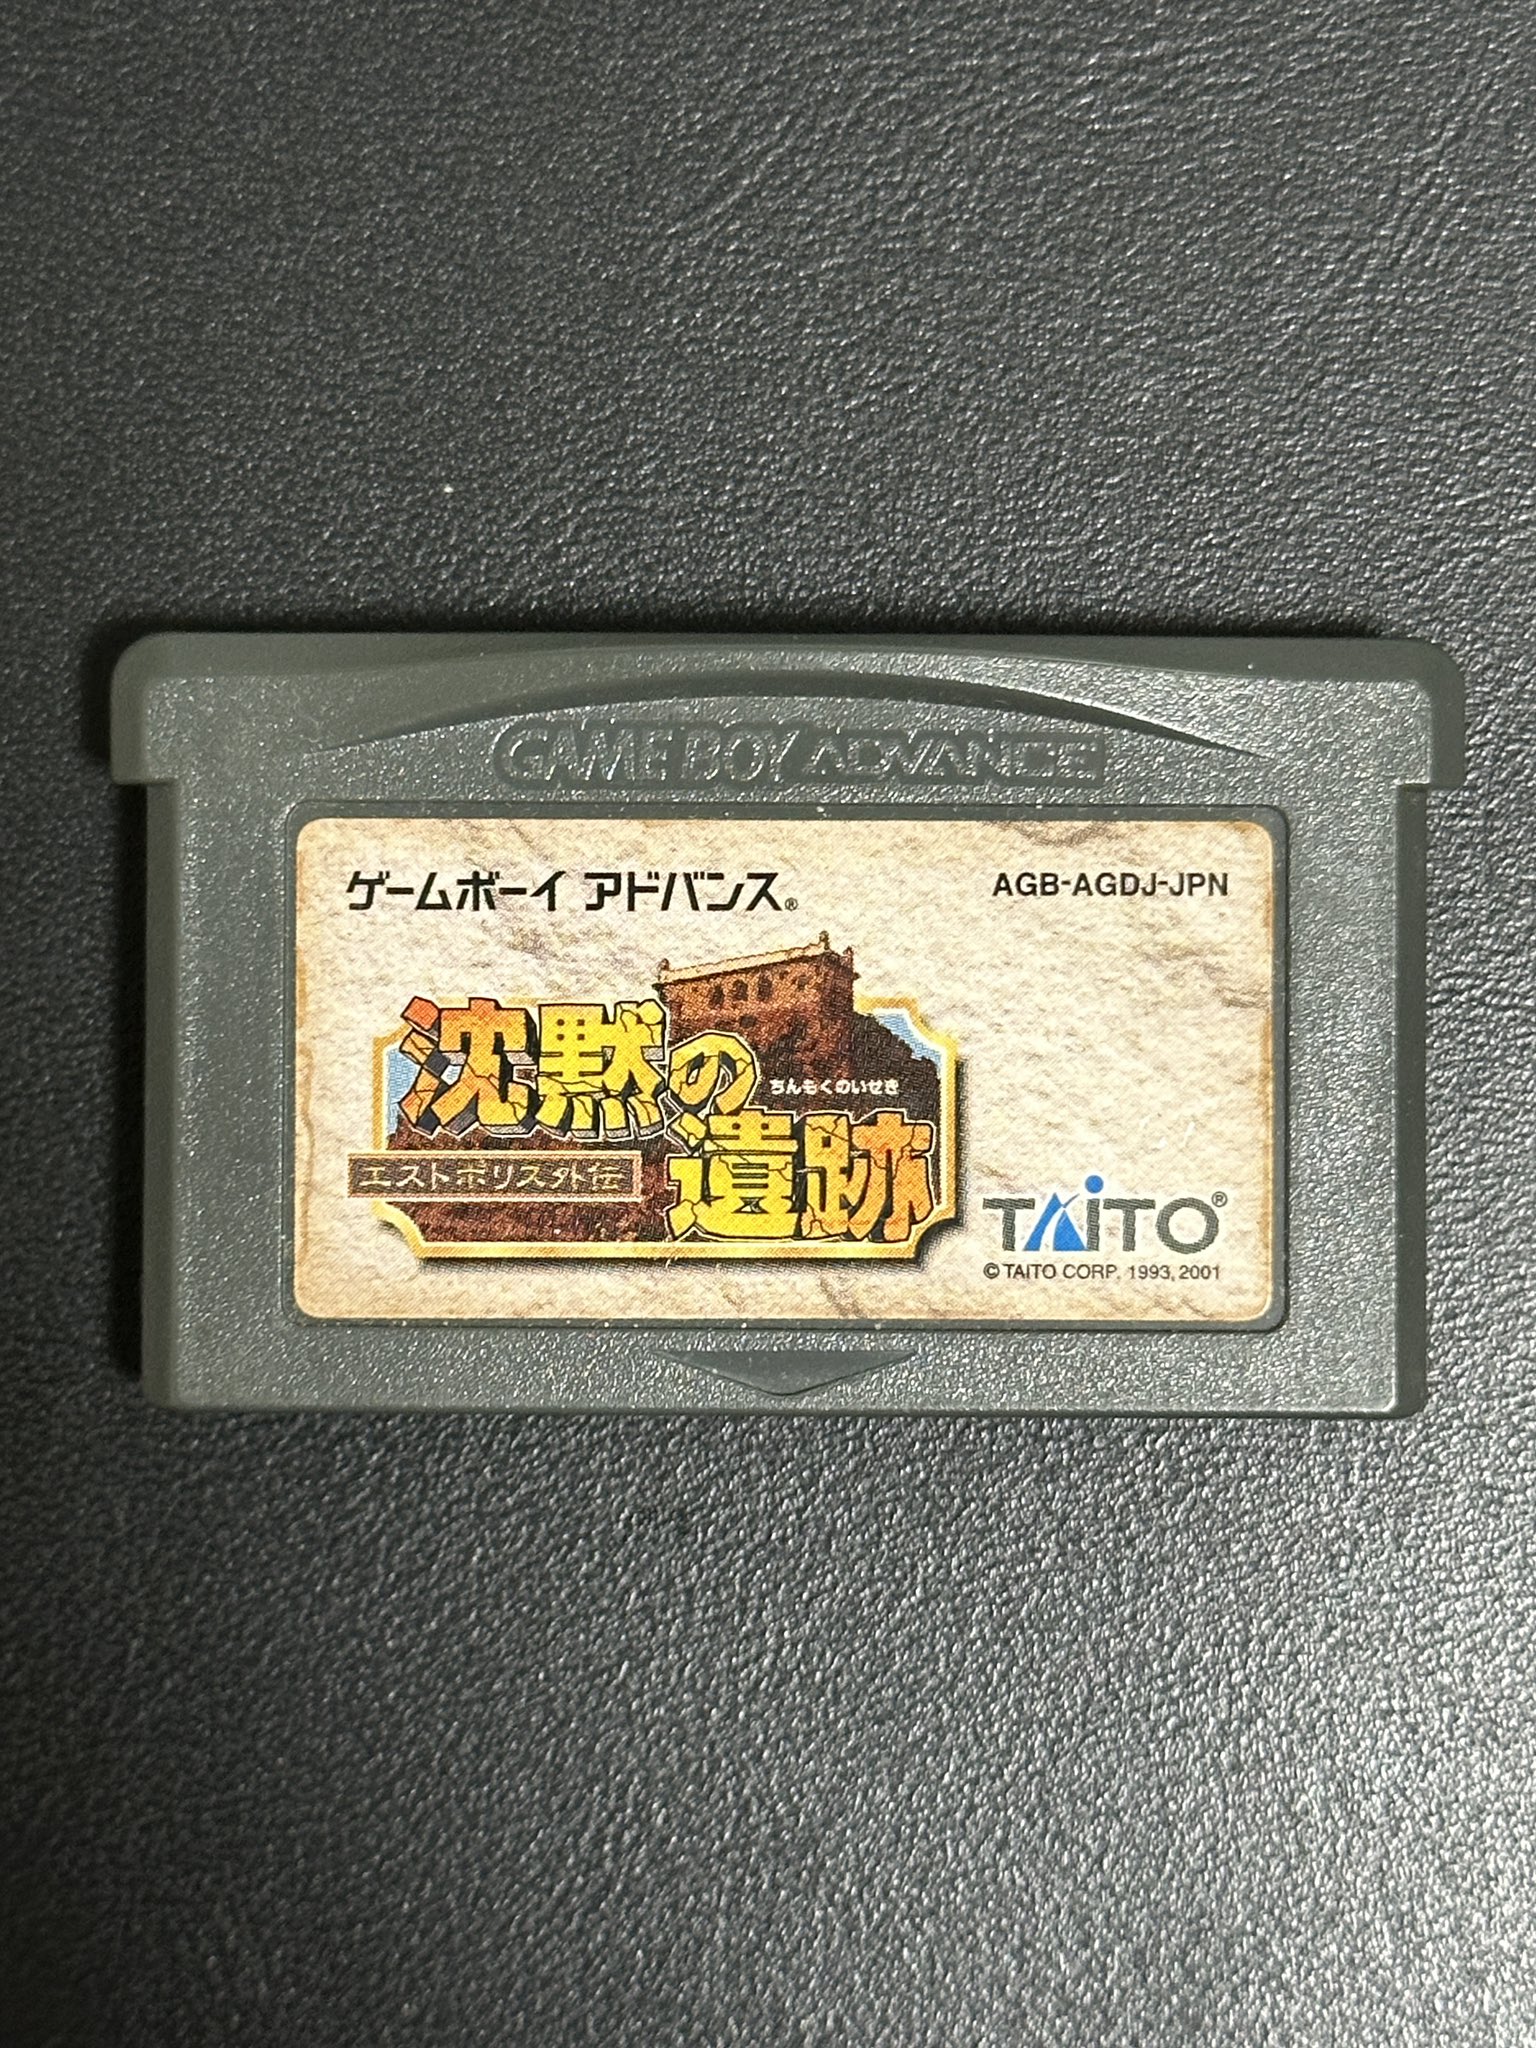 GAME BOY ADVANCE
ゲームボーイ アドバンス®
AGB-AGDJ-JPN
沈黙の遺跡
ちんもくのいせき
エストポリス外伝
TAITO®
© TAITO CORP. 1993, 2001